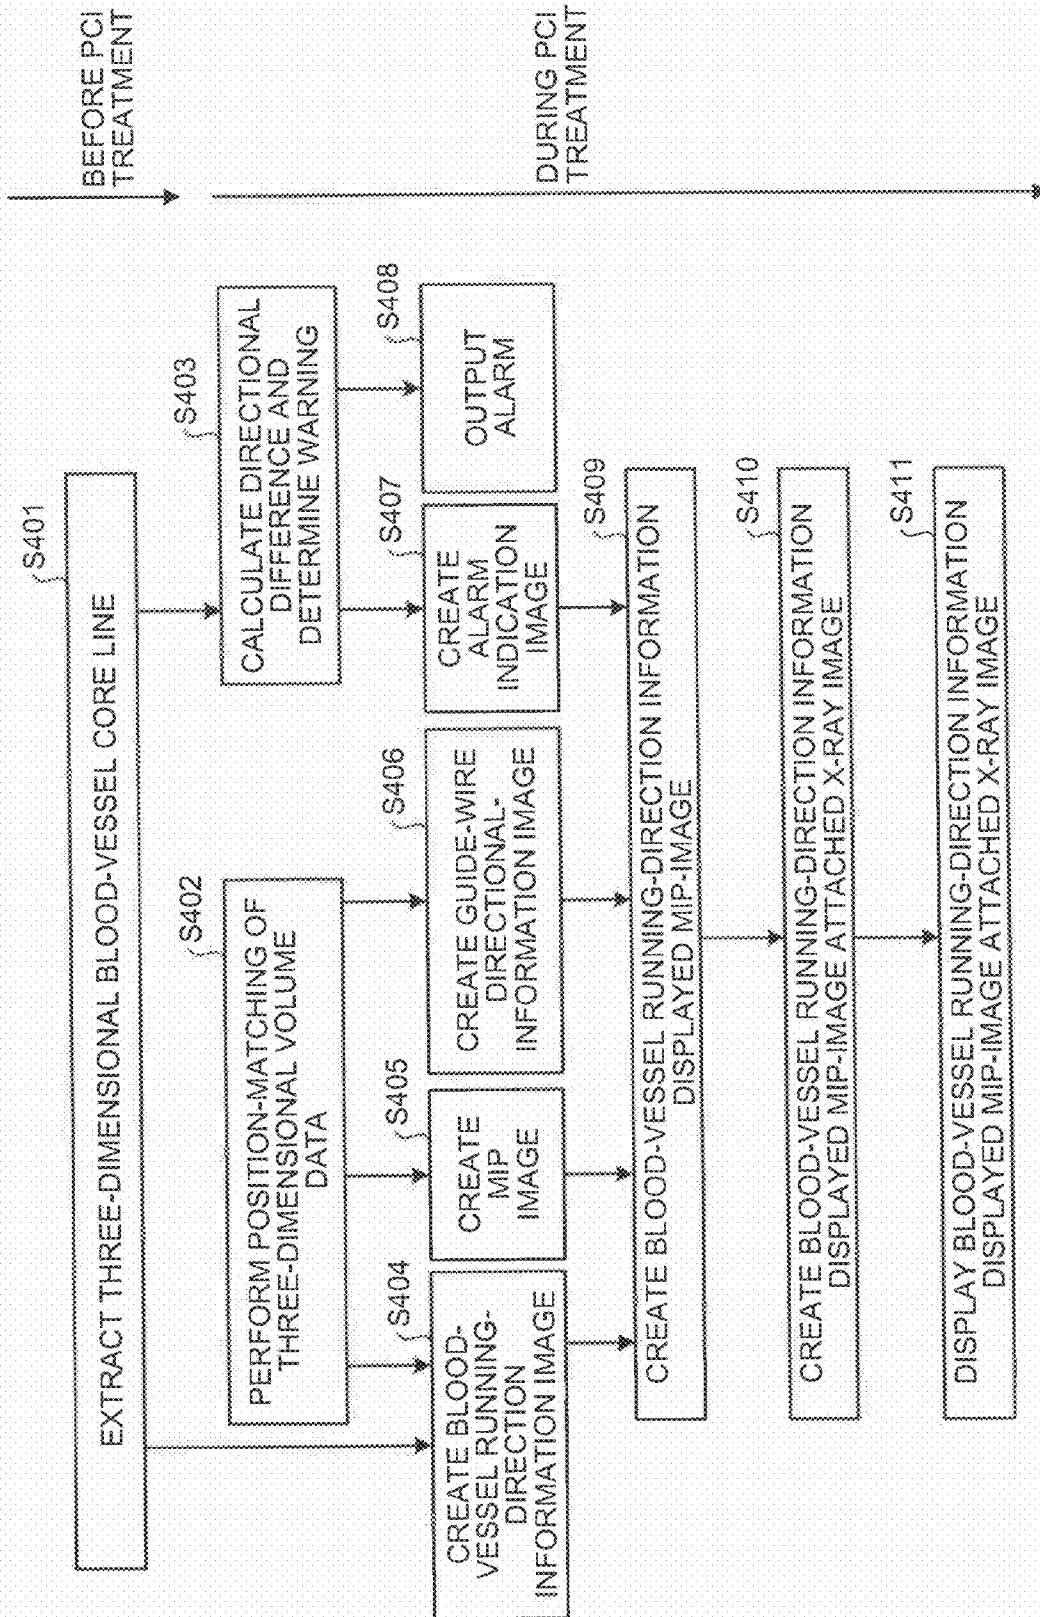 BEFORE PCI
TREATMENT
DURING PCI
TREATMENT
S401
EXTRACT THREE-DIMENSIONAL BLOOD-VESSEL CORE LINE
S402
PERFORM POSITION-MATCHING OF
THREE-DIMENSIONAL VOLUME
DATA
S403
CALCULATE DIRECTIONAL
DIFFERENCE AND
DETERMINE WARNING
S404
CREATE BLOOD-
VESSEL RUNNING-
DIRECTION
INFORMATION IMAGE
S405
CREATE
MIP
IMAGE
S406
CREATE GUIDE-WIRE
DIRECTIONAL-
INFORMATION IMAGE
S407
CREATE
ALARM
INDICATION
IMAGE
S408
OUTPUT
ALARM
S409
CREATE BLOOD-VESSEL RUNNING-DIRECTION INFORMATION
DISPLAYED MIP-IMAGE
S410
CREATE BLOOD-VESSEL RUNNING-DIRECTION INFORMATION
DISPLAYED MIP-IMAGE ATTACHED X-RAY IMAGE
S411
DISPLAY BLOOD-VESSEL RUNNING-DIRECTION INFORMATION
DISPLAYED MIP-IMAGE ATTACHED X-RAY IMAGE